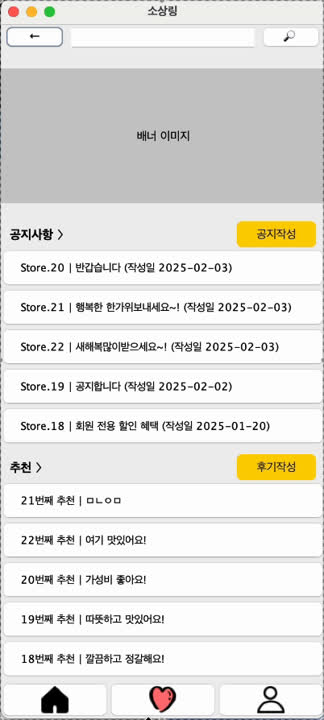 소상링
←
배너 이미지
공지사항 >
공지작성
Store.20 | 반갑습니다 (작성일 2025-02-03)
Store.21 | 행복한 한가위보내세요~! (작성일 2025-02-03)
Store.22 | 새해복많이받으세요~! (작성일 2025-02-03)
Store.19 | 공지합니다 (작성일 2025-02-02)
Store.18 | 회원 전용 할인 혜택 (작성일 2025-01-20)
추천 >
후기작성
21번째 추천 | ㅁㄴㅇㅁ
22번째 추천 | 여기 맛있어요!
20번째 추천 | 가성비 좋아요!
19번째 추천 | 따뜻하고 맛있어요!
18번째 추천 | 깔끔하고 정갈해요!